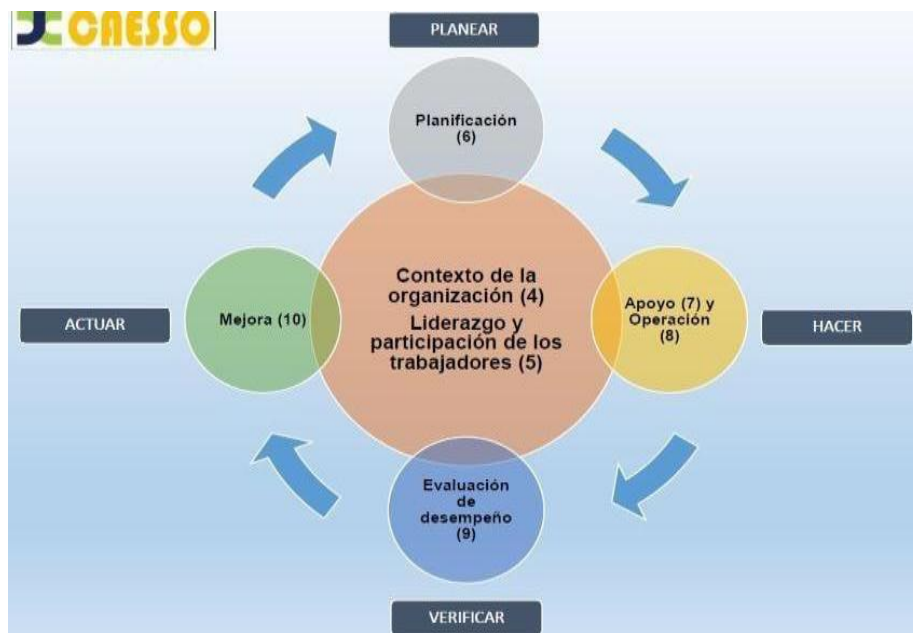 CAESSO
PLANEAR
Planificación
(6)
Contexto de la
organización (4)
Liderazgo y
participación de los
trabajadores (5)
Mejora (10)
Apoyo (7) y
Operación
(8)
ACTUAR
HACER
Evaluación
de
desempeño
(9)
VERIFICAR